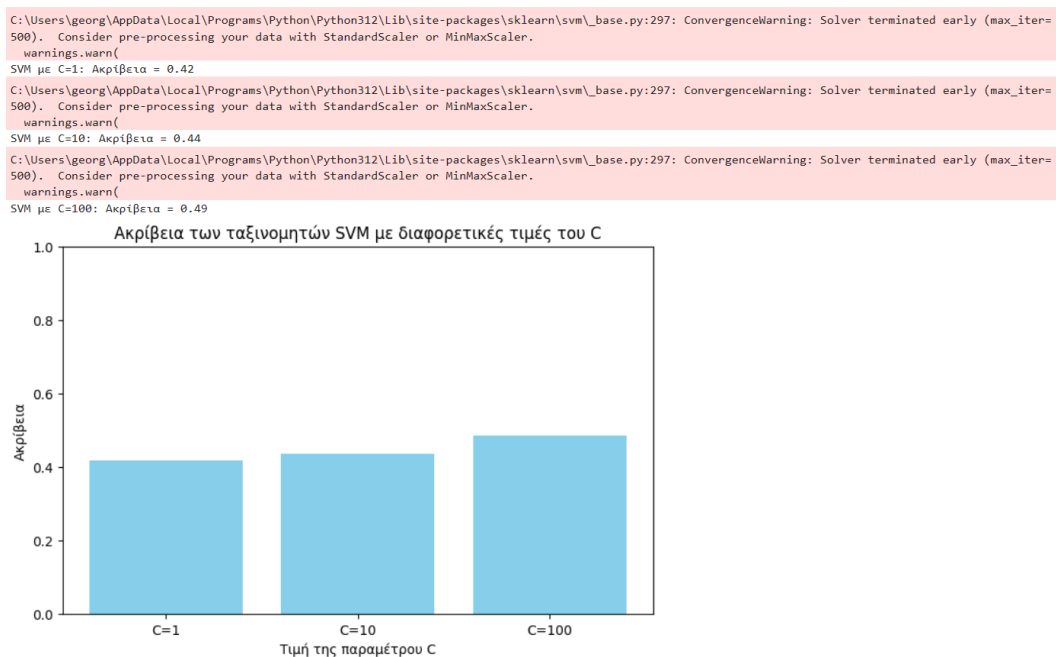 C:\Users\georg\AppData\Local\Programs\Python\Python312\Lib\site-packages\sklearn\svm\_base.py:297: ConvergenceWarning: Solver terminated early (max_iter=
500).  Consider pre-processing your data with StandardScaler or MinMaxScaler.
  warnings.warn(
SVM με C=1: Ακρίβεια = 0.42
C:\Users\georg\AppData\Local\Programs\Python\Python312\Lib\site-packages\sklearn\svm\_base.py:297: ConvergenceWarning: Solver terminated early (max_iter=
500).  Consider pre-processing your data with StandardScaler or MinMaxScaler.
  warnings.warn(
SVM με C=10: Ακρίβεια = 0.44
C:\Users\georg\AppData\Local\Programs\Python\Python312\Lib\site-packages\sklearn\svm\_base.py:297: ConvergenceWarning: Solver terminated early (max_iter=
500).  Consider pre-processing your data with StandardScaler or MinMaxScaler.
  warnings.warn(
SVM με C=100: Ακρίβεια = 0.49
Ακρίβεια των ταξινομητών SVM με διαφορετικές τιμές του C
1.0
0.8
0.6
0.4
0.2
0.0
Ακρίβεια
C=1
C=10
C=100
Τιμή της παραμέτρου C